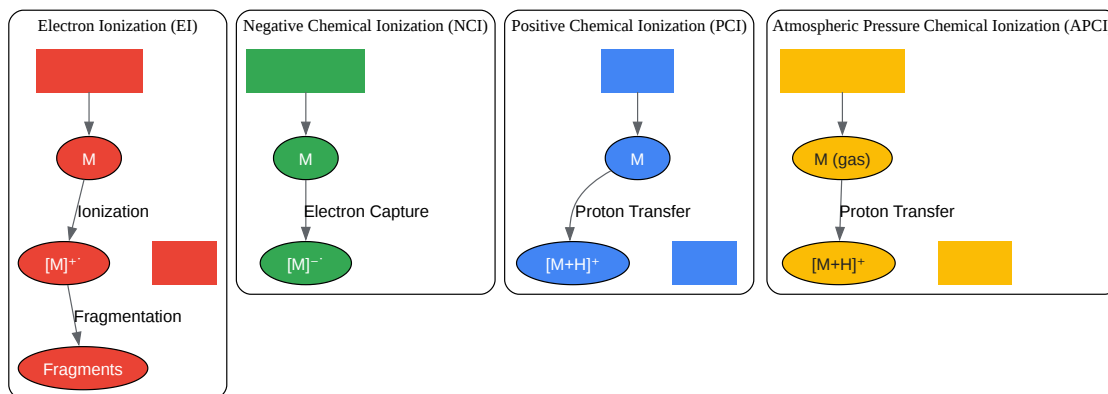 Electron Ionization (EI)
M
Ionization
[M]⁺˙
Fragmentation
Fragments
Negative Chemical Ionization (NCI)
M
Electron Capture
[M]⁻˙
Positive Chemical Ionization (PCI)
M
Proton Transfer
[M+H]⁺
Atmospheric Pressure Chemical Ionization (APCI
M (gas)
Proton Transfer
[M+H]⁺